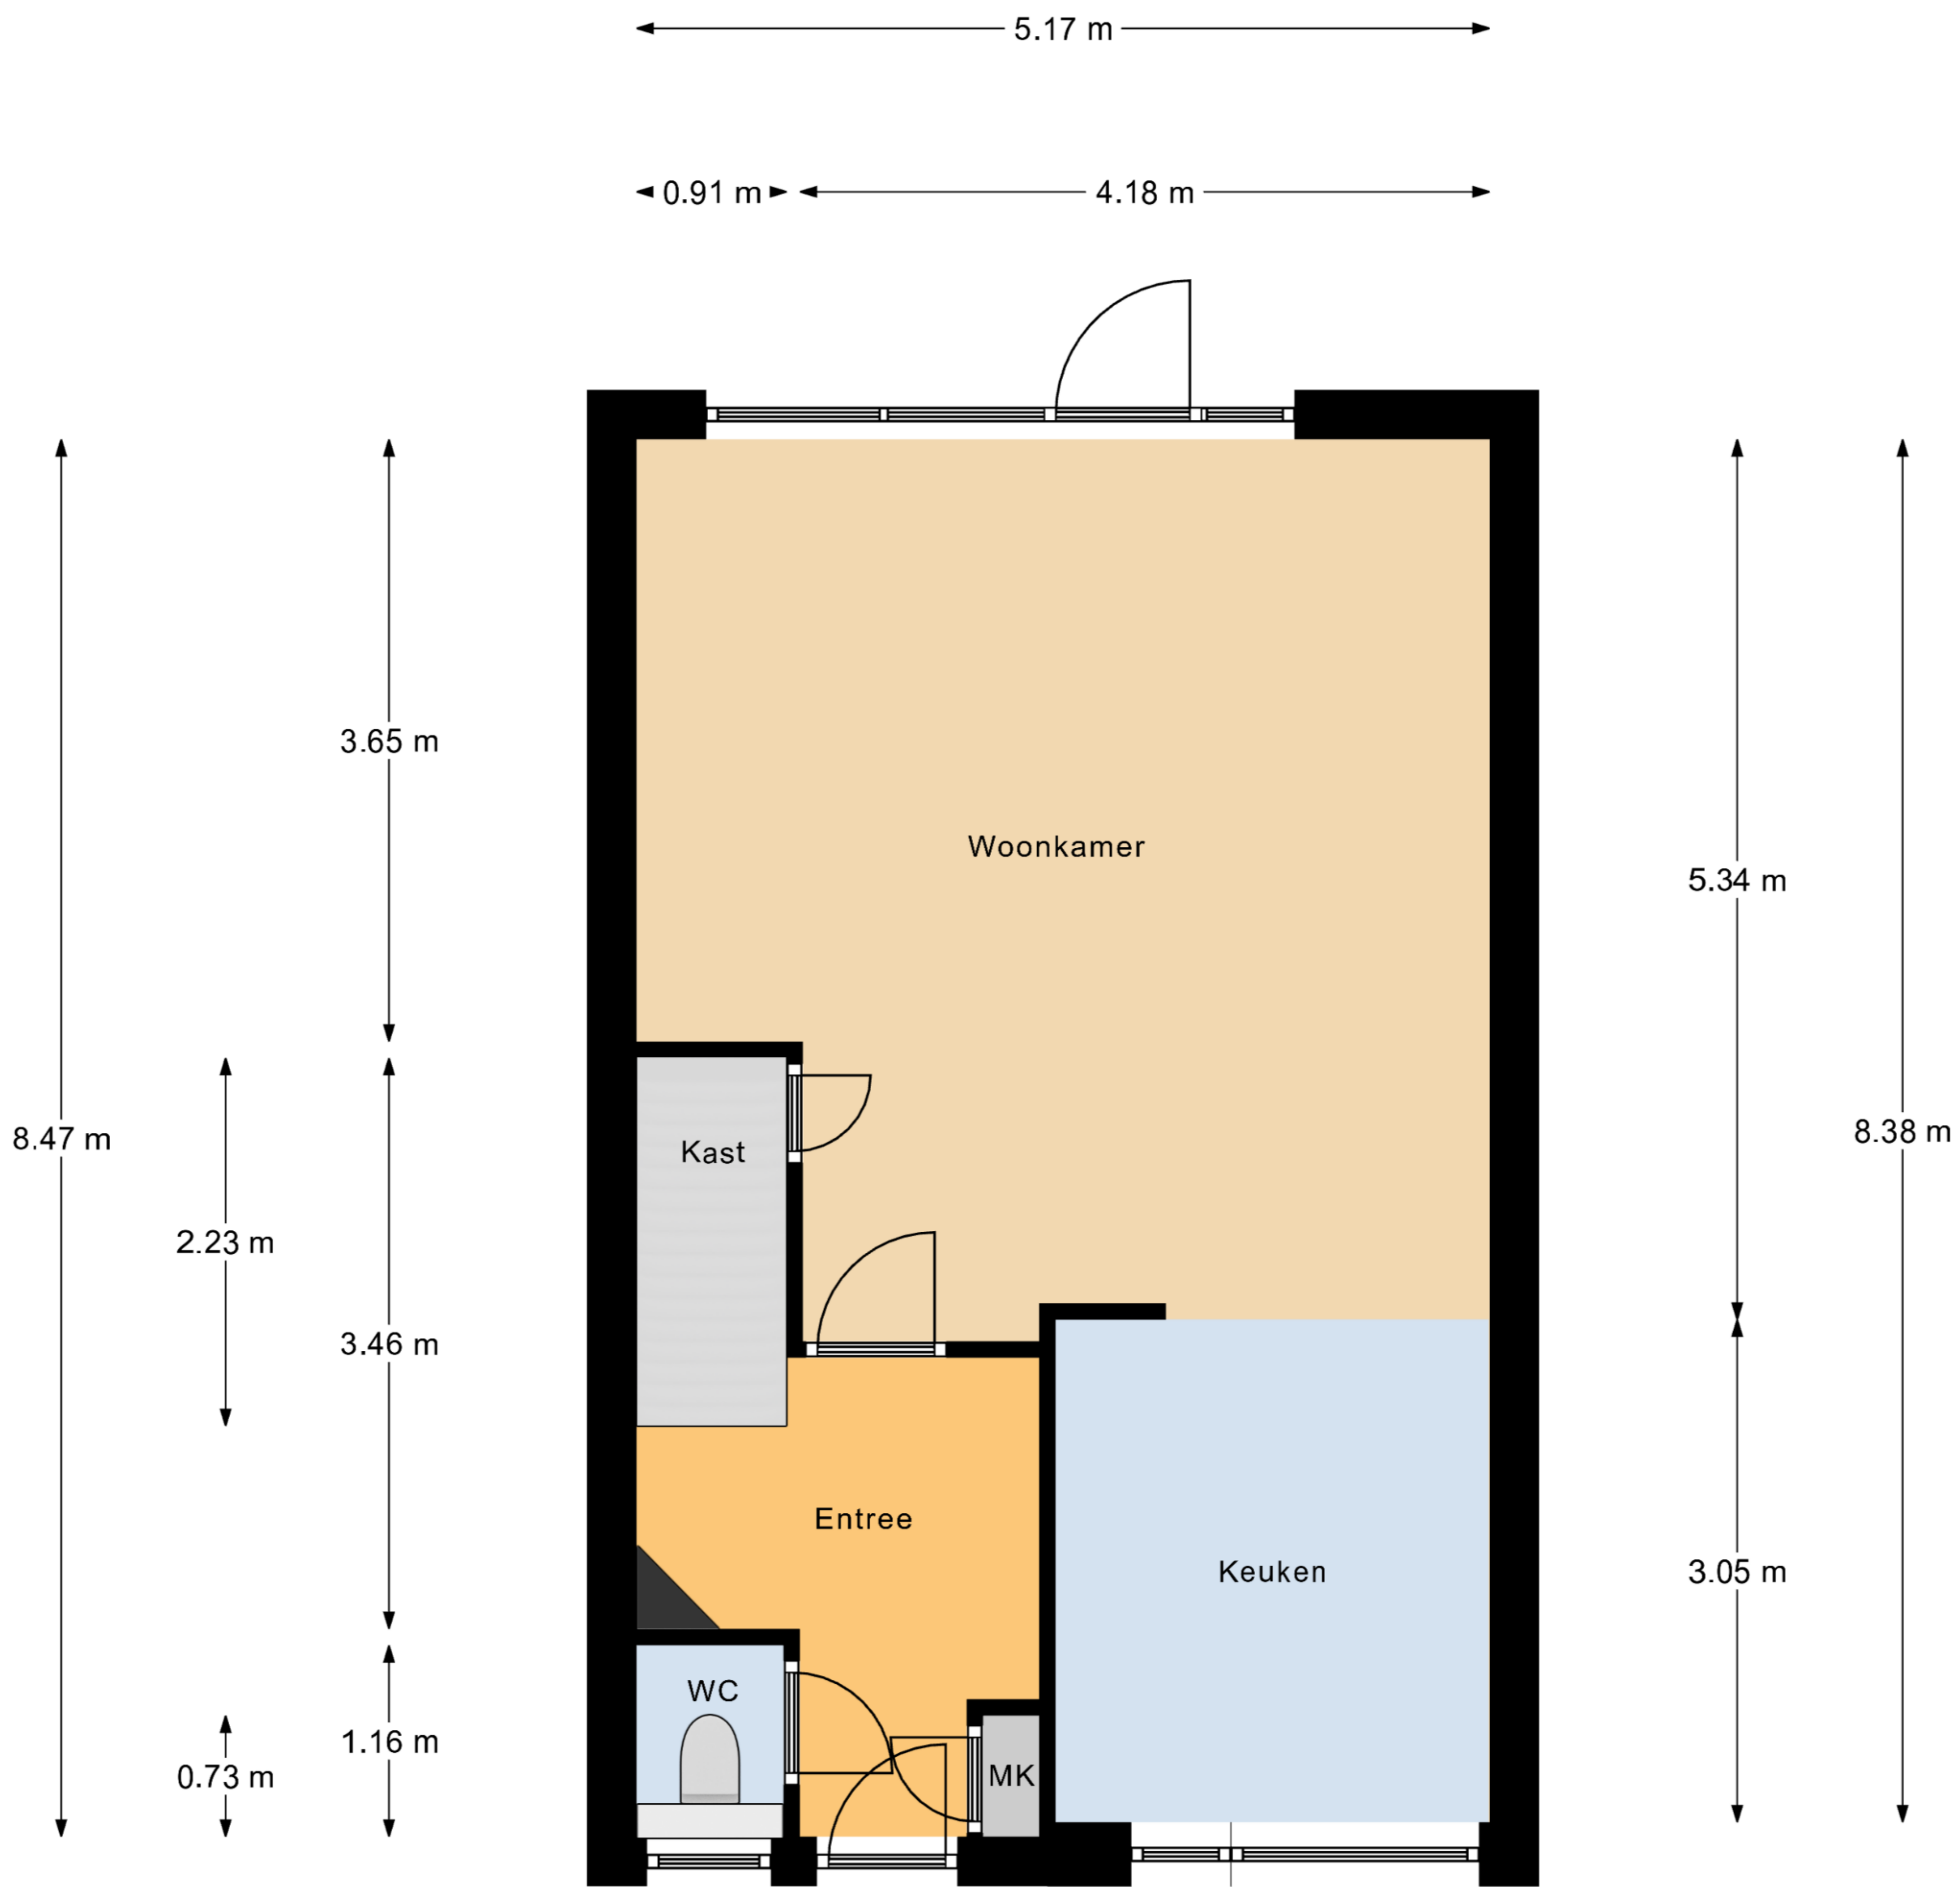 5.17 m
0.91 m
4.18 m
3.65 m
Woonkamer
5.34 m
8.47 m
8.38 m
Kast
2.23 m
3.46 m
Entree
Keuken
3.05 m
WC
1.16 m
0.73 m
MK